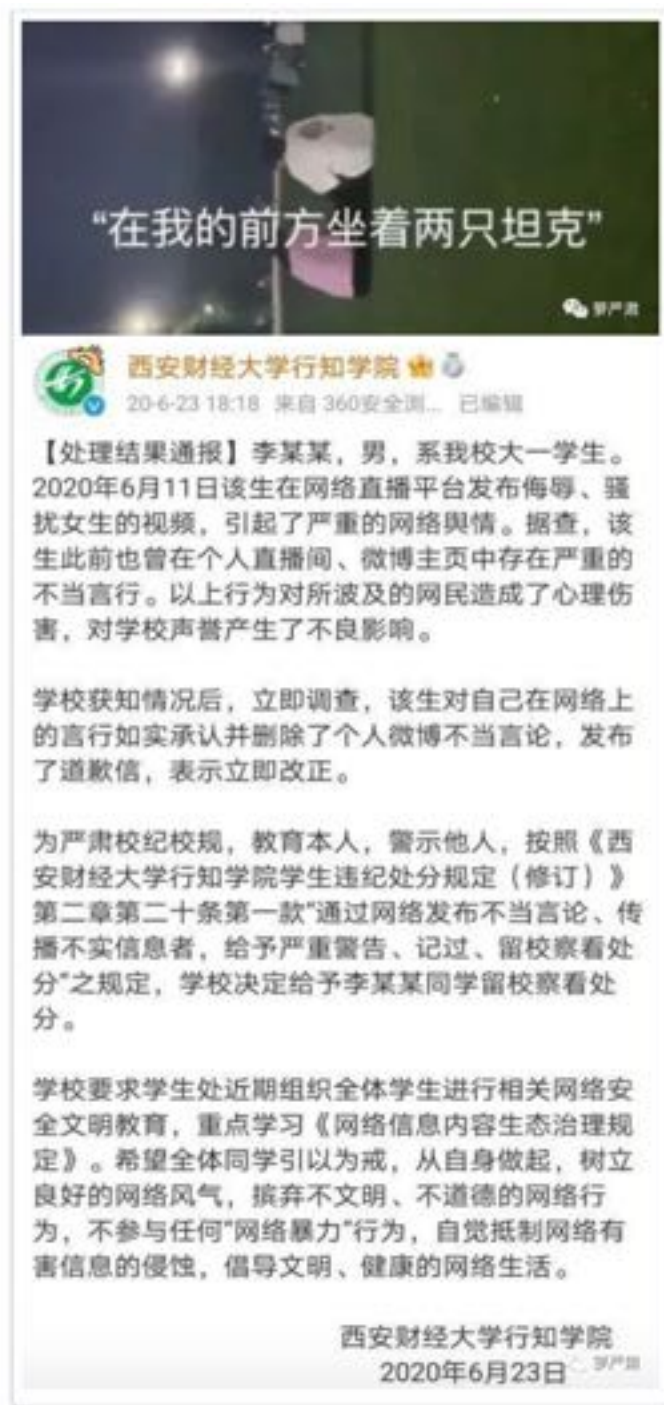 “在我的前方坐着两只坦克”
罗严肃
西安财经大学行知学院
20-6-23 18:18 来自 360安全浏... 已编辑
【处理结果通报】李某某，男，系我校大一学生。
2020年6月11日该生在网络直播平台发布侮辱、骚
扰女生的视频，引起了严重的网络舆情。据查，该
生此前也曾在个人直播间、微博主页中存在严重的
不当言行。以上行为对所波及的网民造成了心理伤
害，对学校声誉产生了不良影响。
学校获知情况后，立即调查，该生对自己在网络上
的言行如实承认并删除了个人微博不当言论，发布
了道歉信，表示立即改正。
为严肃校纪校规，教育本人，警示他人，按照《西
安财经大学行知学院学生违纪处分规定（修订）》
第二章第二十条第一款“通过网络发布不当言论、传
播不实信息者，给予严重警告、记过、留校察看处
分”之规定，学校决定给予李某某同学留校察看处
分。
学校要求学生处近期组织全体学生进行相关网络安
全文明教育，重点学习《网络信息内容生态治理规
定》。希望全体同学引以为戒，从自身做起，树立
良好的网络风气，摈弃不文明、不道德的网络行
为，不参与任何“网络暴力”行为，自觉抵制网络有
害信息的侵蚀，倡导文明、健康的网络生活。
西安财经大学行知学院
2020年6月23日
罗严肃